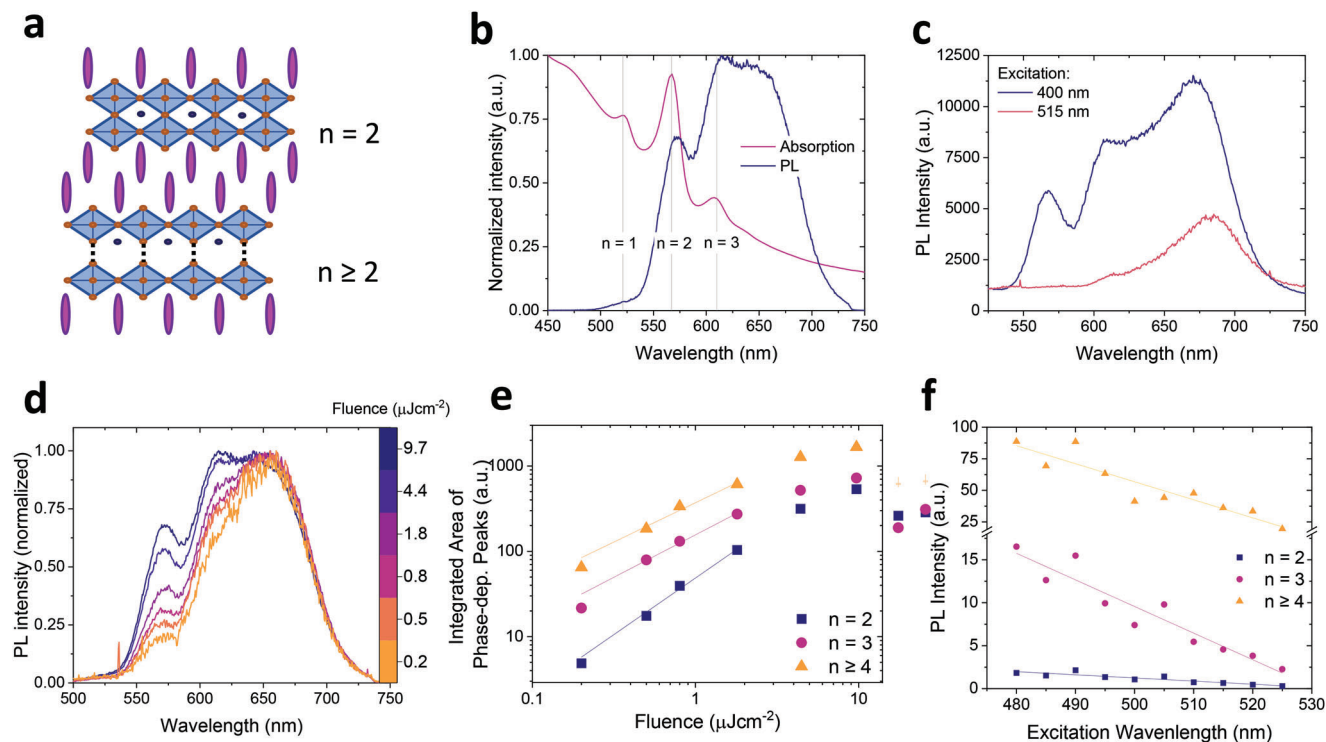 a
n = 2
n ≥ 2
b
Normalized intensity (a.u.)
1.00
0.75
0.50
0.25
0.00
Absorption
PL
n = 1
n = 2
n = 3
450 500 550 600 650 700 750
Wavelength (nm)
c
PL Intensity (a.u.)
12500
10000
7500
5000
2500
0
Excitation:
400 nm
515 nm
550 600 650 700 750
Wavelength (nm)
d
Fluence (μJcm-2)
PL intensity (normalized)
1.00
0.75
0.50
0.25
0.00
9.7
4.4
1.8
0.8
0.5
0.2
500 550 600 650 700 750
Wavelength (nm)
e
Integrated Area of
Phase-dep. Peaks (a.u.)
1000
100
10
n = 2
n = 3
n ≥ 4
0.1 1 10
Fluence (μJcm-2)
f
PL Intensity (a.u.)
100
75
50
25
15
10
5
0
n = 2
n = 3
n ≥ 4
480 490 500 510 520 530
Excitation Wavenlength (nm)